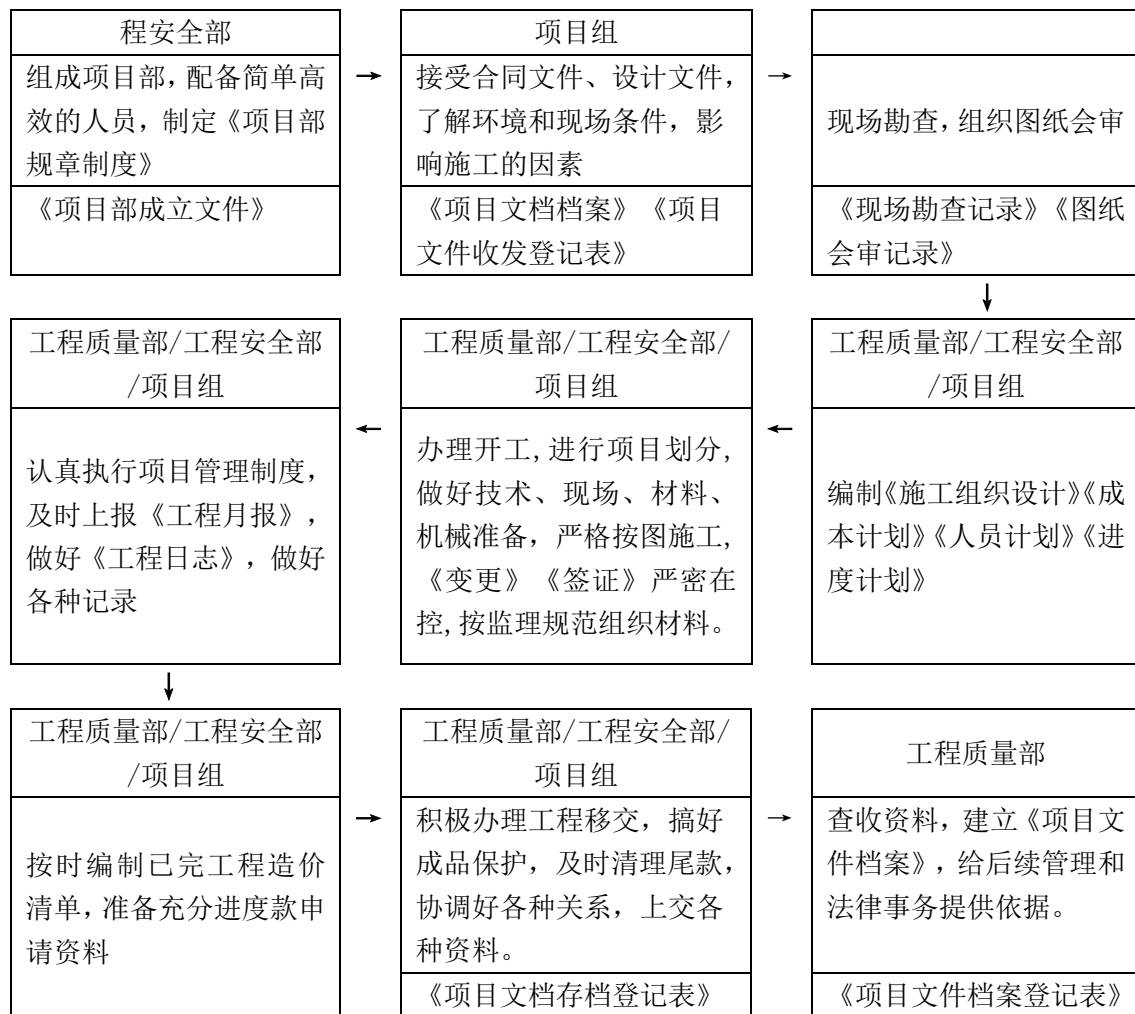 程安全部
组成项目部，配备简单高
效的人员，制定《项目部
规章制度》
《项目部成立文件》
项目组
接受合同文件、设计文件，
了解环境和现场条件，影
响施工的因素
《项目文档档案》《项目
文件收发登记表》
现场勘查，组织图纸会审
《现场勘查记录》《图纸
会审记录》
工程质量部/工程安全部
/项目组
编制《施工组织设计》《成
本计划》《人员计划》《进
度计划》
工程质量部/工程安全部/
项目组
办理开工,进行项目划分,
做好技术、现场、材料、
机械准备，严格按图施工,
《变更》《签证》严密在
控,按监理规范组织材料。
工程质量部/工程安全部
/项目组
认真执行项目管理制度，
及时上报《工程月报》，
做好《工程日志》，做好
各种记录
工程质量部/工程安全部
/项目组
按时编制已完工程造价
清单，准备充分进度款申
请资料
工程质量部/工程安全部/
项目组
积极办理工程移交，搞好
成品保护，及时清理尾款，
协调好各种关系，上交各
种资料。
《项目文档存档登记表》
工程质量部
查收资料，建立《项目文
件档案》，给后续管理和
法律事务提供依据。
《项目文件档案登记表》